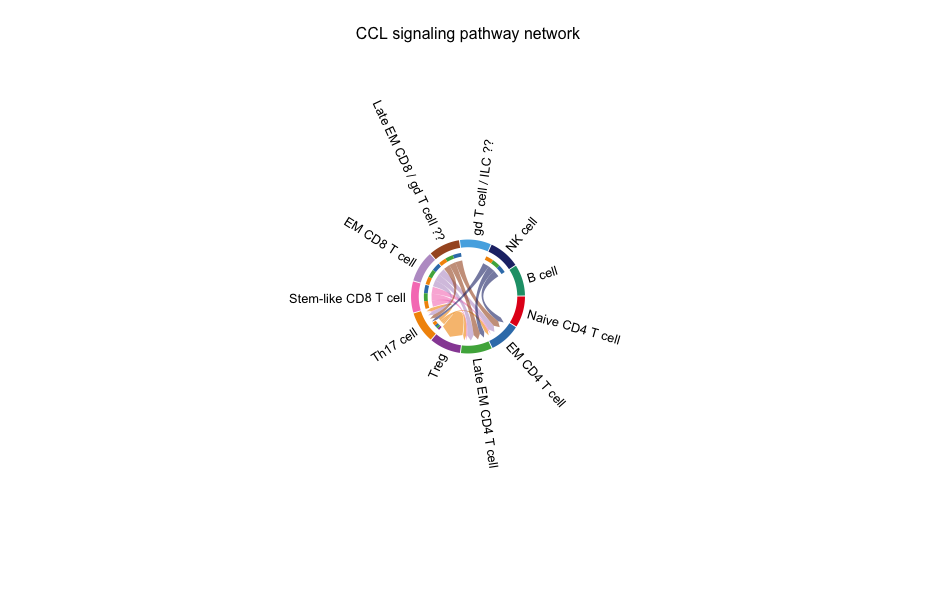 CCL signaling pathway network
Late EM CD8 / gd T cell ??
gd T cell / ILC ??
NK cell
EM CD8 T cell
B cell
Stem-like CD8 T cell
Naive CD4 T cell
Th17 cell
EM CD4 T cell
Treg
Late EM CD4 T cell